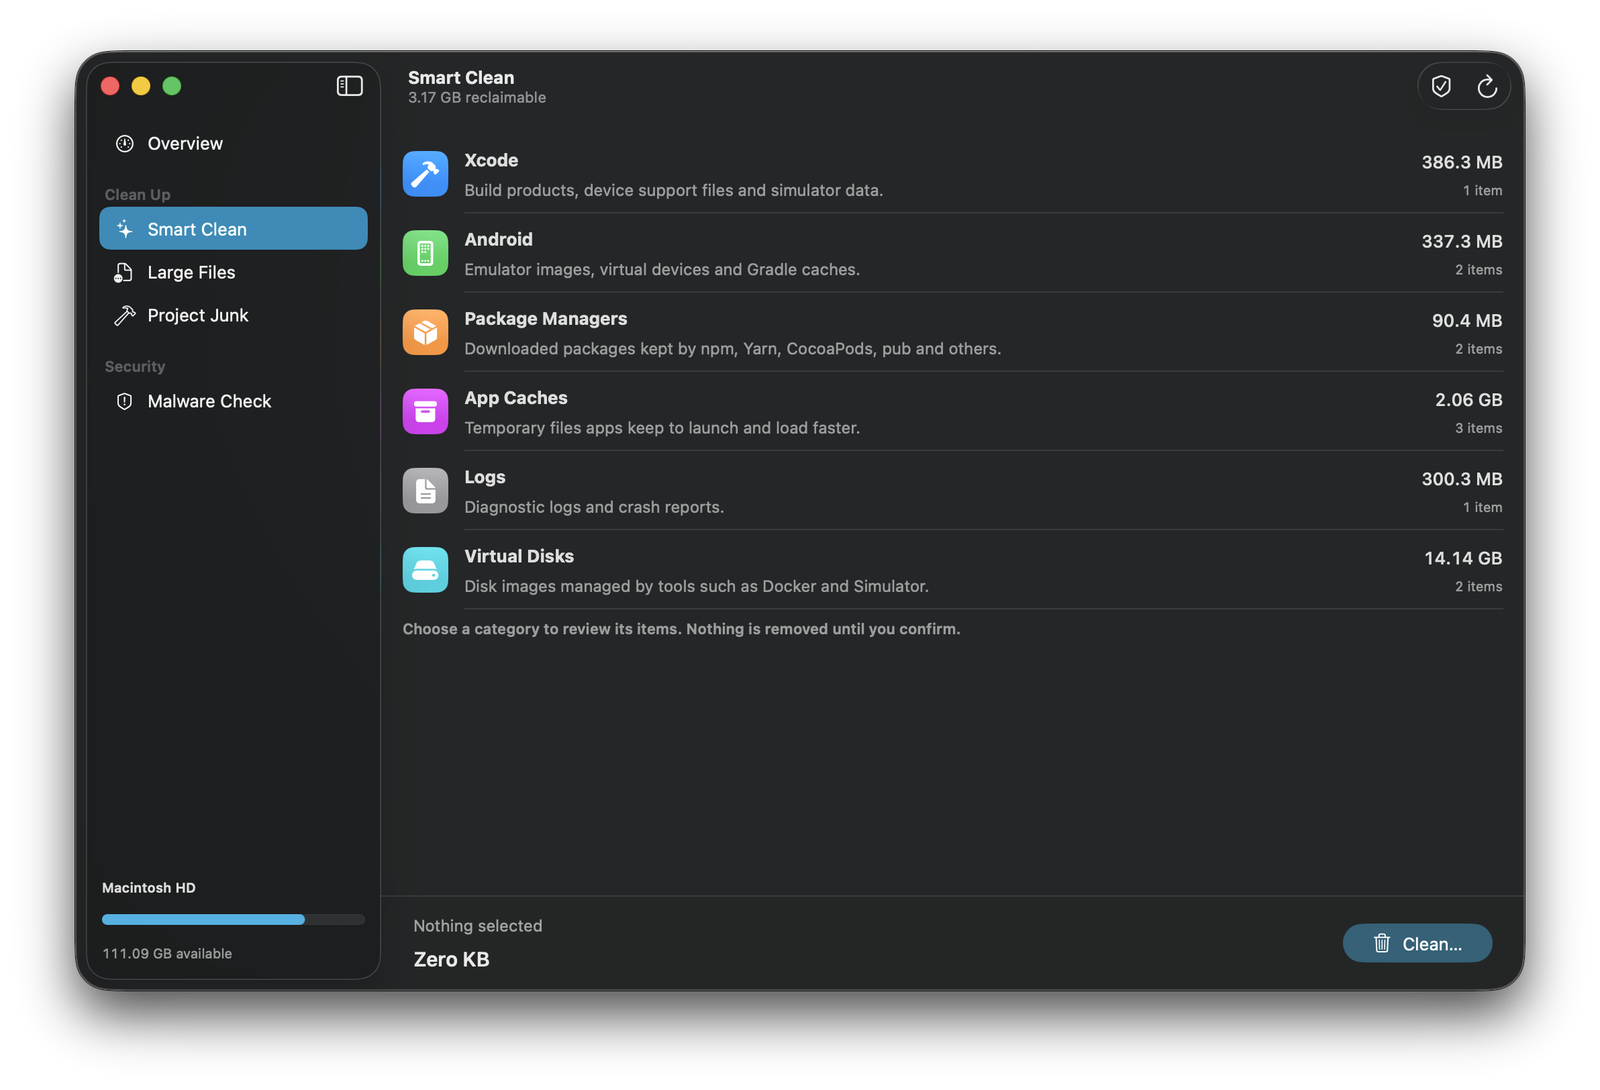 Smart Clean
3.17 GB reclaimable
Overview
Clean Up
Smart Clean
Large Files
Project Junk
Security
Malware Check
Macintosh HD
111.09 GB available
Xcode
386.3 MB
Build products, device support files and simulator data.
1 item
Android
337.3 MB
Emulator images, virtual devices and Gradle caches.
2 items
Package Managers
90.4 MB
Downloaded packages kept by npm, Yarn, CocoaPods, pub and others.
2 items
App Caches
2.06 GB
Temporary files apps keep to launch and load faster.
3 items
Logs
300.3 MB
Diagnostic logs and crash reports.
1 item
Virtual Disks
14.14 GB
Disk images managed by tools such as Docker and Simulator.
2 items
Choose a category to review its items. Nothing is removed until you confirm.
Nothing selected
Zero KB
Clean...